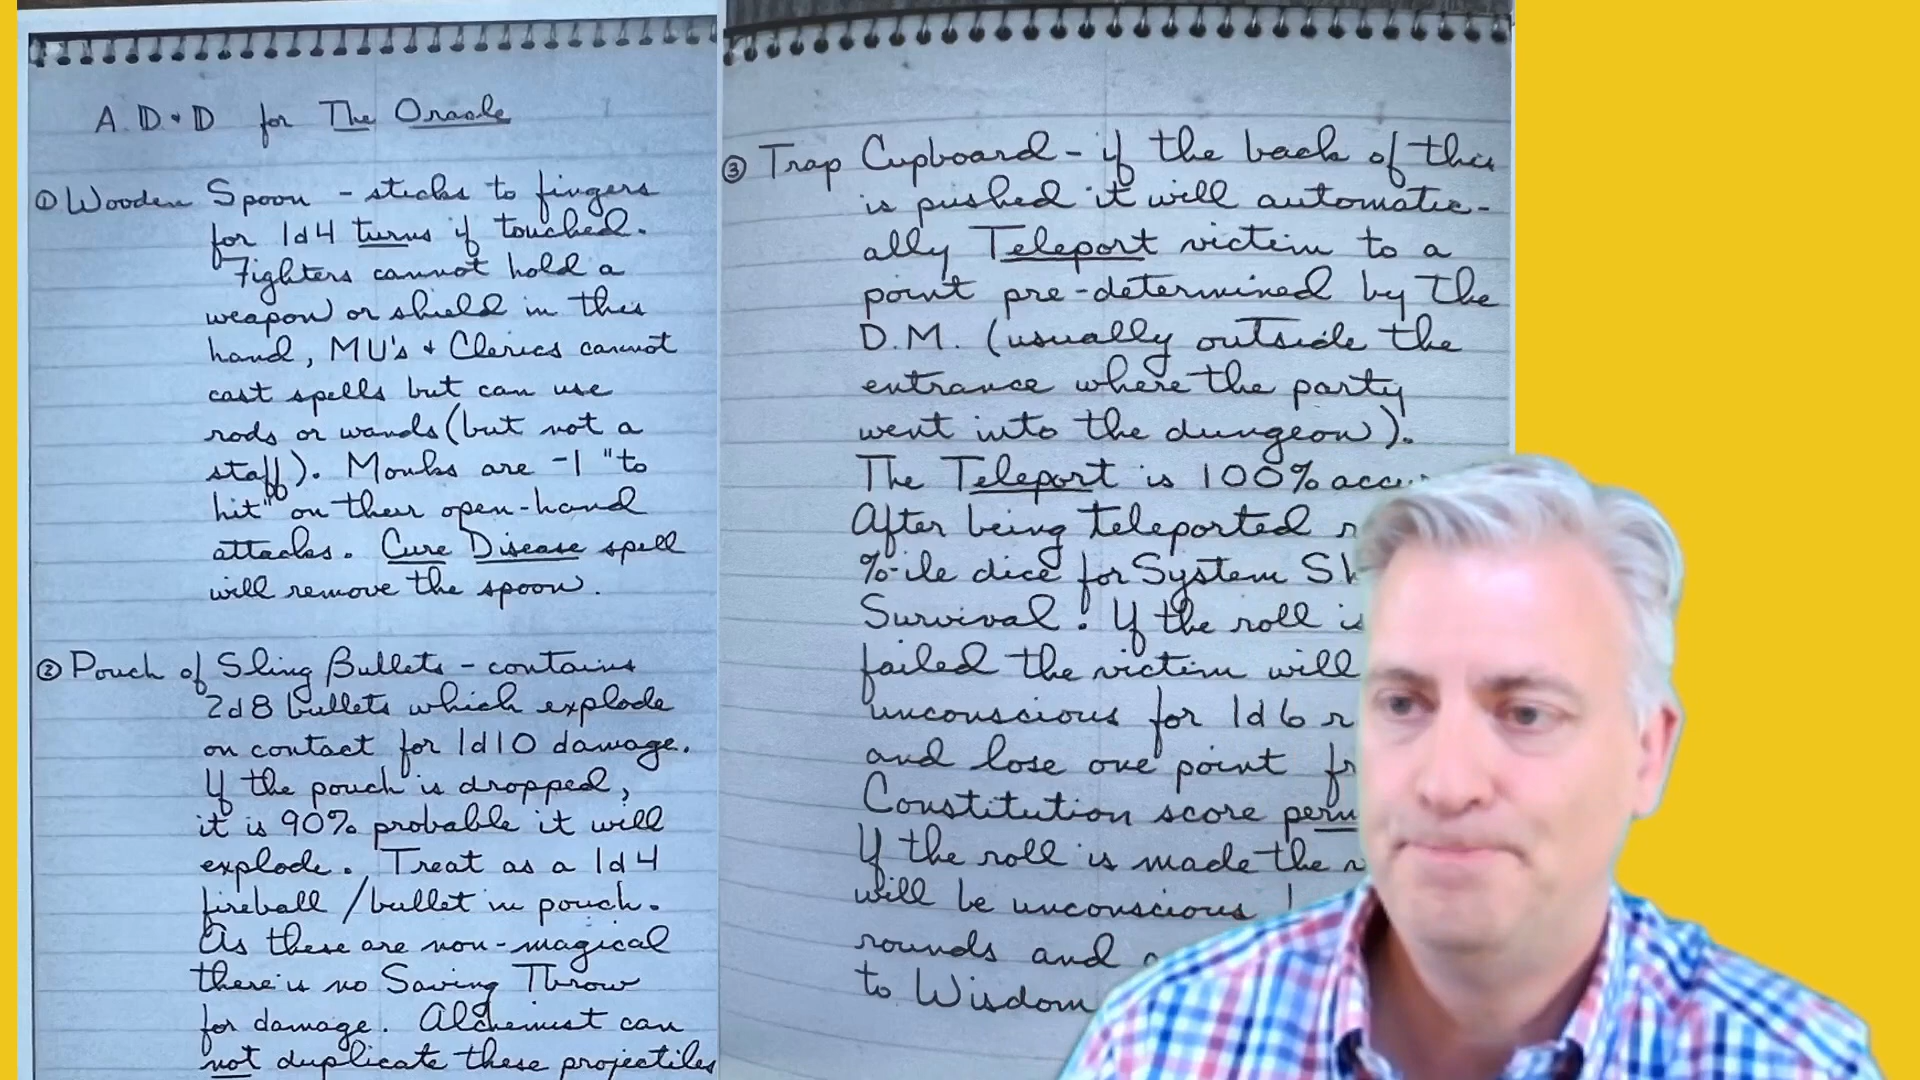 A.D.&D for The Oracle
① Wooden Spoon - sticks to fingers
for 1d4 turns if touched.
Fighters cannot hold a
weapon or shield in this
hand, MU's & Clerics cannot
cast spells but can use
rods or wands (but not a
staff). Monks are -1 "to
hit" on their open-hand
attacks. Cure Disease spell
will remove the spoon.
② Pouch of Sling Bullets - contains
2d8 bullets which explode
on contact for 1d10 damage.
If the pouch is dropped,
it is 90% probable it will
explode. Treat as a 1d4
fireball/bullet in pouch.
As these are non-magical
there is no Saving Throw
for damage. Alchemist can
not duplicate these projectiles
③ Trap Cupboard - if the back of this
is pushed it will automatic-
ally Teleport victim to a
point pre-determined by the
D.M. (usually outside the
entrance where the party
went into the dungeon).
The Teleport is 100%
After being teleported
%-ile dice for System
Survival. If the roll is
failed the victim will
unconscious for 1d6
and lose one point
Constitution score
If the roll is made the
will be unconscious
rounds and
to Wisdom